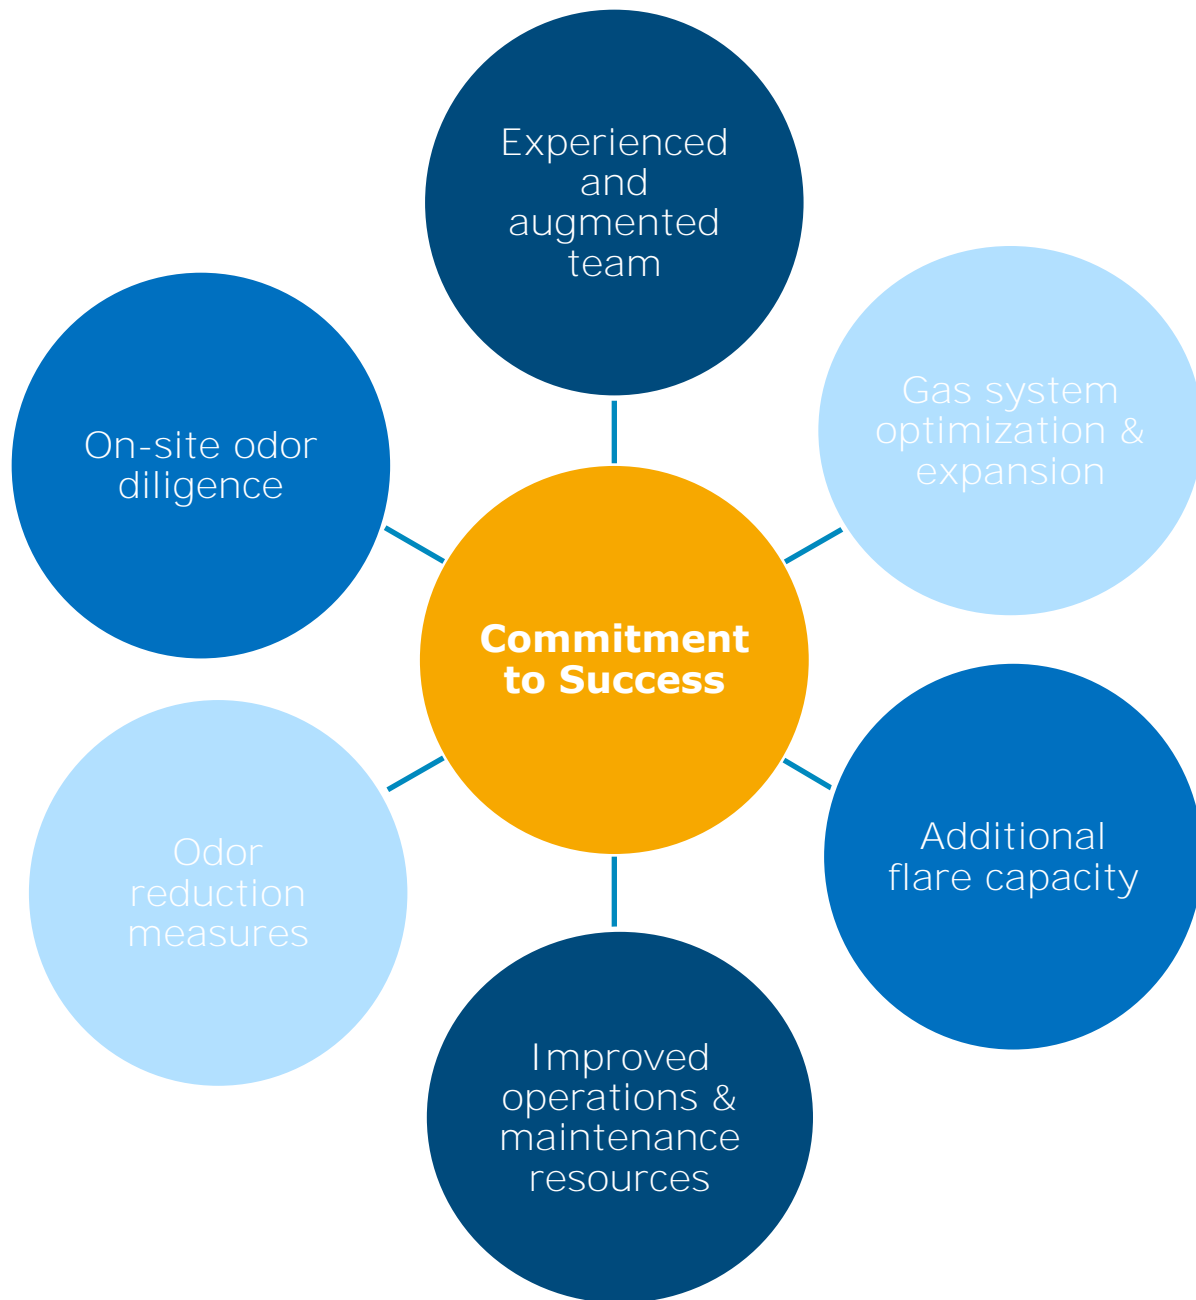 Experienced
and
augmented
team
Gas system
optimization &
expansion
On-site odor
diligence
Commitment
to Success
Additional
flare capacity
Odor
reduction
measures
Improved
operations &
maintenance
resources